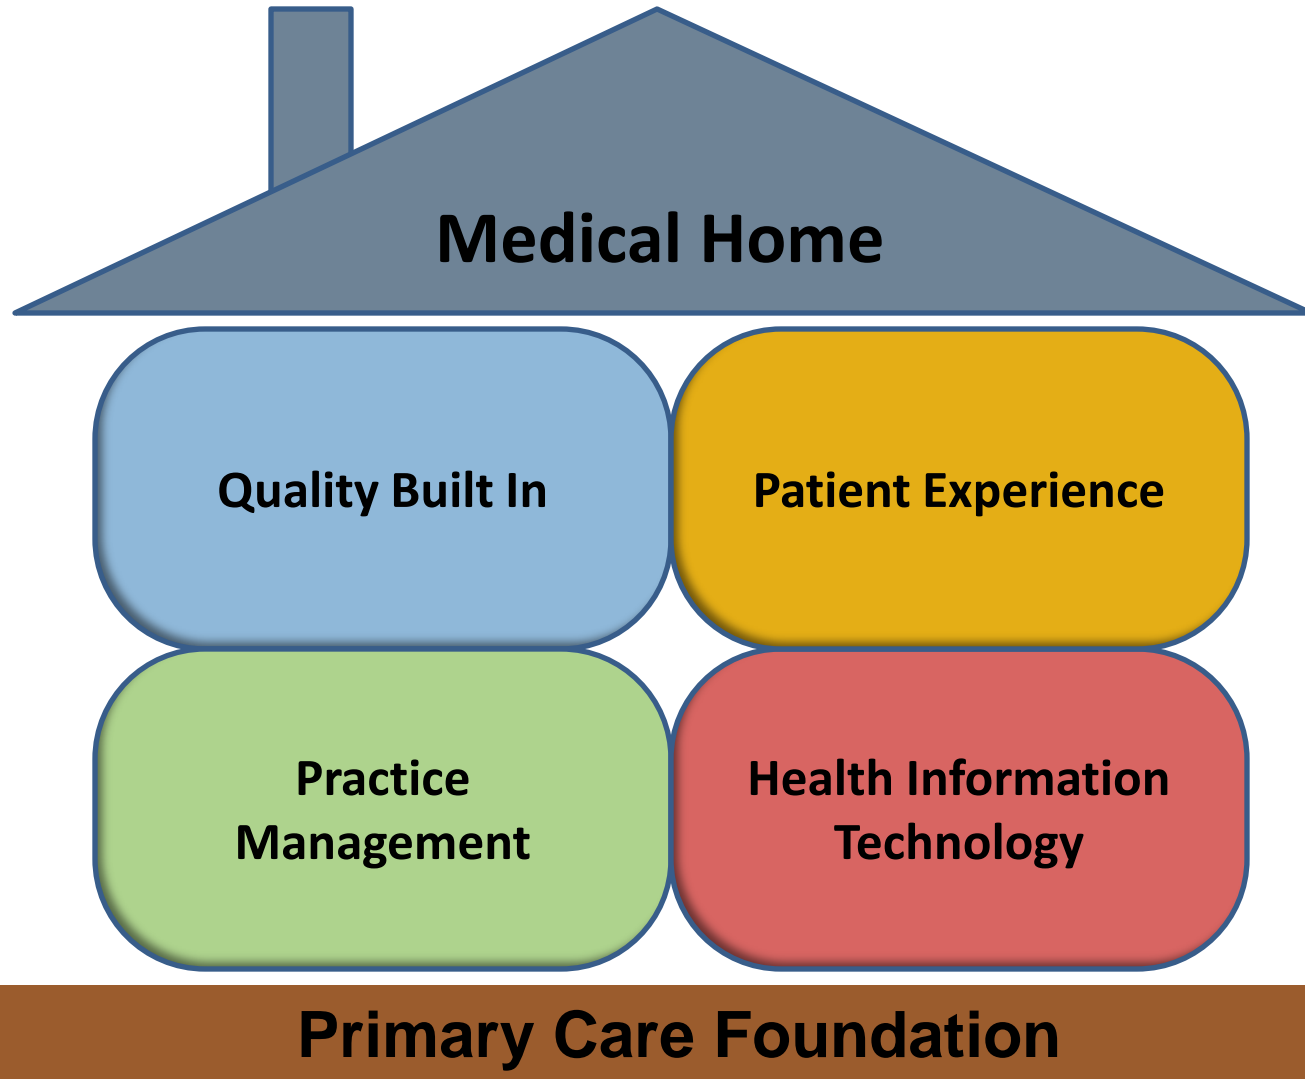 Medical Home
Quality Built In
Patient Experience
Practice
Management
Health Information
Technology
Primary Care Foundation